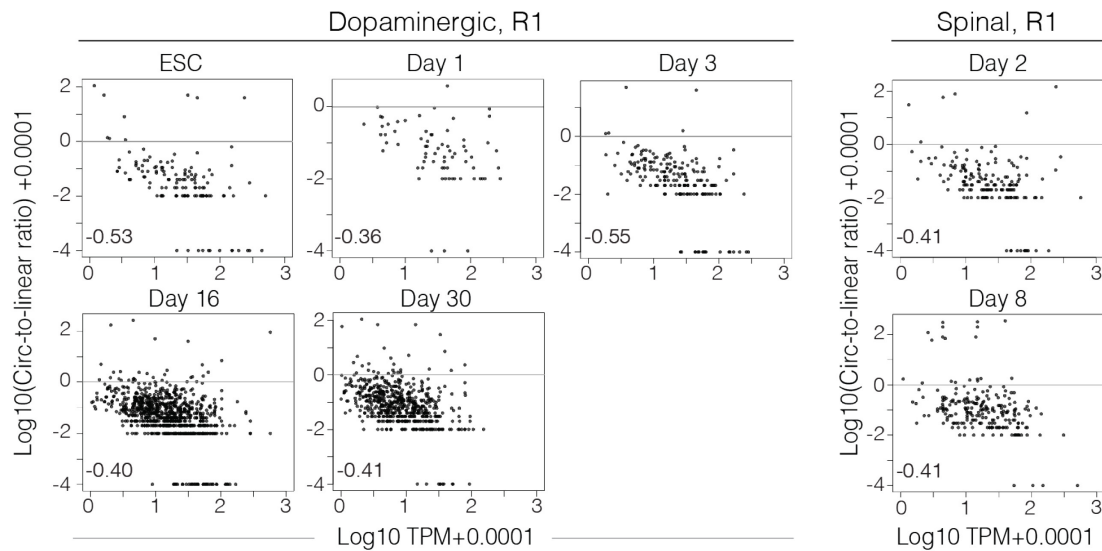 Dopaminergic, R1
Spinal, R1
ESC
Day 1
Day 3
Day 2
Log10(Circ-to-linear ratio) +0.0001
2
0
-2
-4
-0.53
0 1 2 3
0
-2
-4
-0.36
0 1 2 3
2
0
-2
-4
-0.55
0 1 2 3
Log10(Circ-to-linear ratio) +0.0001
2
0
-2
-4
-0.41
0 1 2 3
Day 16
Day 30
Day 8
2
0
-2
-4
-0.40
0 1 2 3
2
0
-2
-4
-0.41
0 1 2 3
2
0
-2
-4
-0.41
0 1 2 3
Log10 TPM+0.0001
Log10 TPM+0.0001